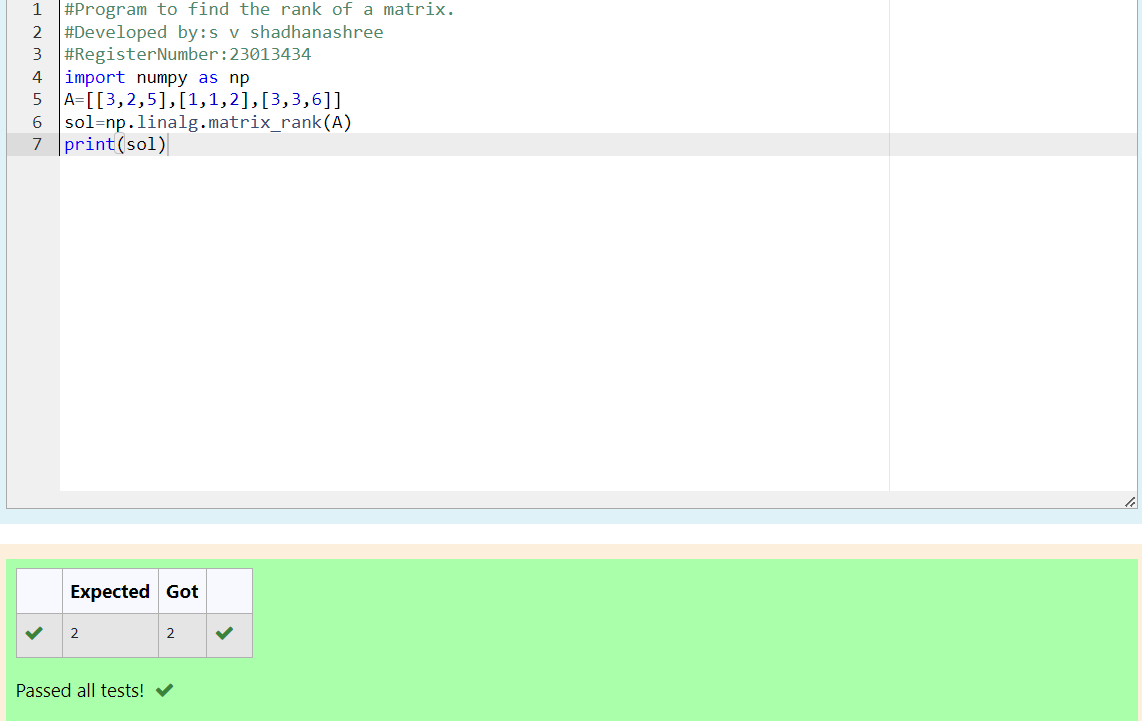 1 #Program to find the rank of a matrix.
2 #Developed by:s v shadhanashree
3 #RegisterNumber:23013434
4 import numpy as np
5 A=[[3,2,5],[1,1,2],[3,3,6]]
6 sol=np.linalg.matrix_rank(A)
7 print(sol)
Expected Got
2 2
Passed all tests!